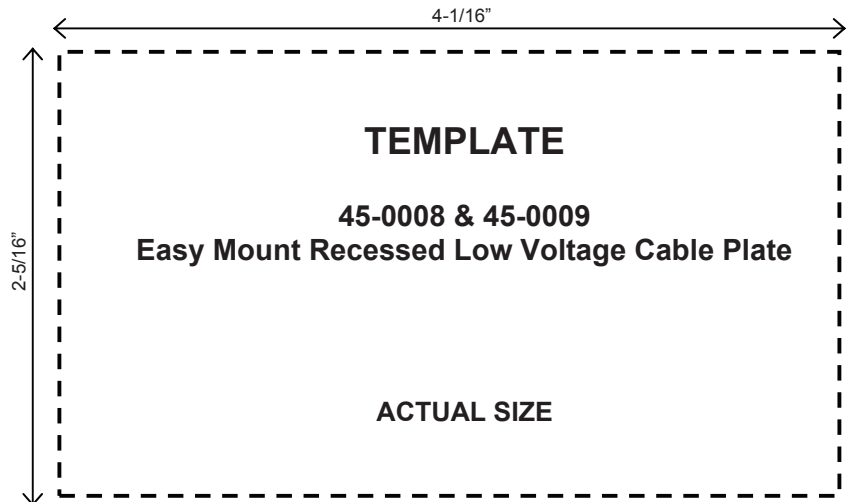 4-1/16”
2-5/16”
TEMPLATE
45-0008 & 45-0009
Easy Mount Recessed Low Voltage Cable Plate
ACTUAL SIZE